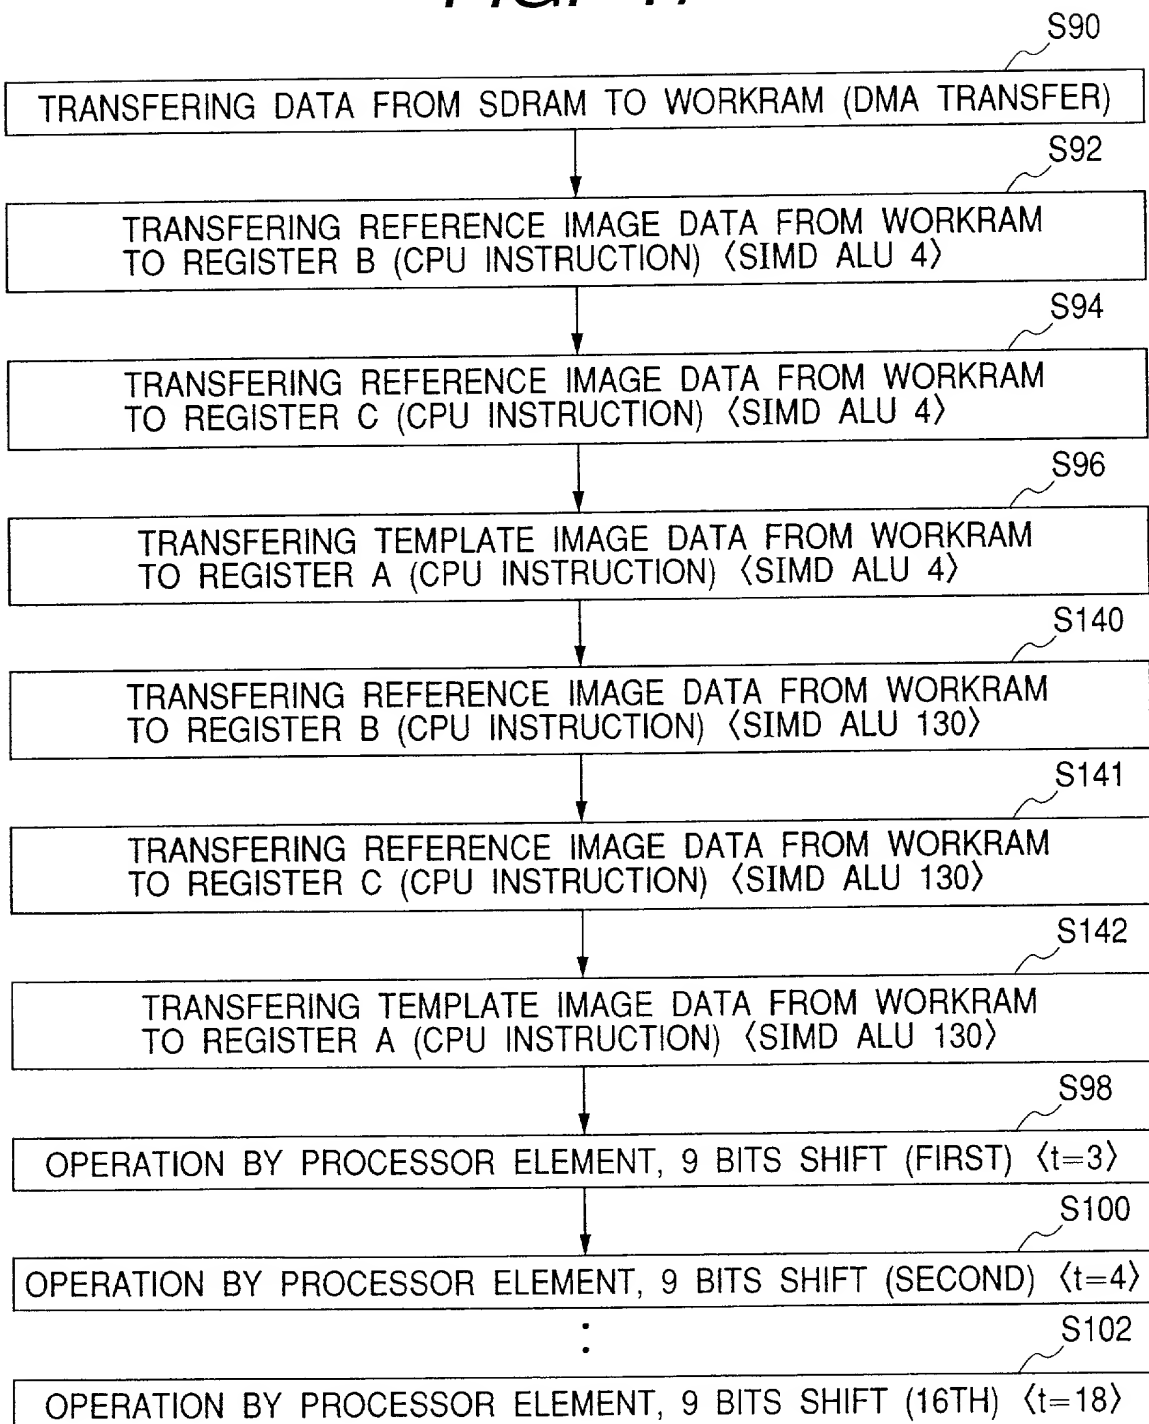 S90
TRANSFERING DATA FROM SDRAM TO WORKRAM (DMA TRANSFER)
S92
TRANSFERING REFERENCE IMAGE DATA FROM WORKRAM
TO REGISTER B (CPU INSTRUCTION) 〈SIMD ALU 4〉
S94
TRANSFERING REFERENCE IMAGE DATA FROM WORKRAM
TO REGISTER C (CPU INSTRUCTION) 〈SIMD ALU 4〉
S96
TRANSFERING TEMPLATE IMAGE DATA FROM WORKRAM
TO REGISTER A (CPU INSTRUCTION) 〈SIMD ALU 4〉
S140
TRANSFERING REFERENCE IMAGE DATA FROM WORKRAM
TO REGISTER B (CPU INSTRUCTION) 〈SIMD ALU 130〉
S141
TRANSFERING REFERENCE IMAGE DATA FROM WORKRAM
TO REGISTER C (CPU INSTRUCTION) 〈SIMD ALU 130〉
S142
TRANSFERING TEMPLATE IMAGE DATA FROM WORKRAM
TO REGISTER A (CPU INSTRUCTION) 〈SIMD ALU 130〉
S98
OPERATION BY PROCESSOR ELEMENT, 9 BITS SHIFT (FIRST) 〈t=3〉
S100
OPERATION BY PROCESSOR ELEMENT, 9 BITS SHIFT (SECOND) 〈t=4〉
:
S102
OPERATION BY PROCESSOR ELEMENT, 9 BITS SHIFT (16TH) 〈t=18〉